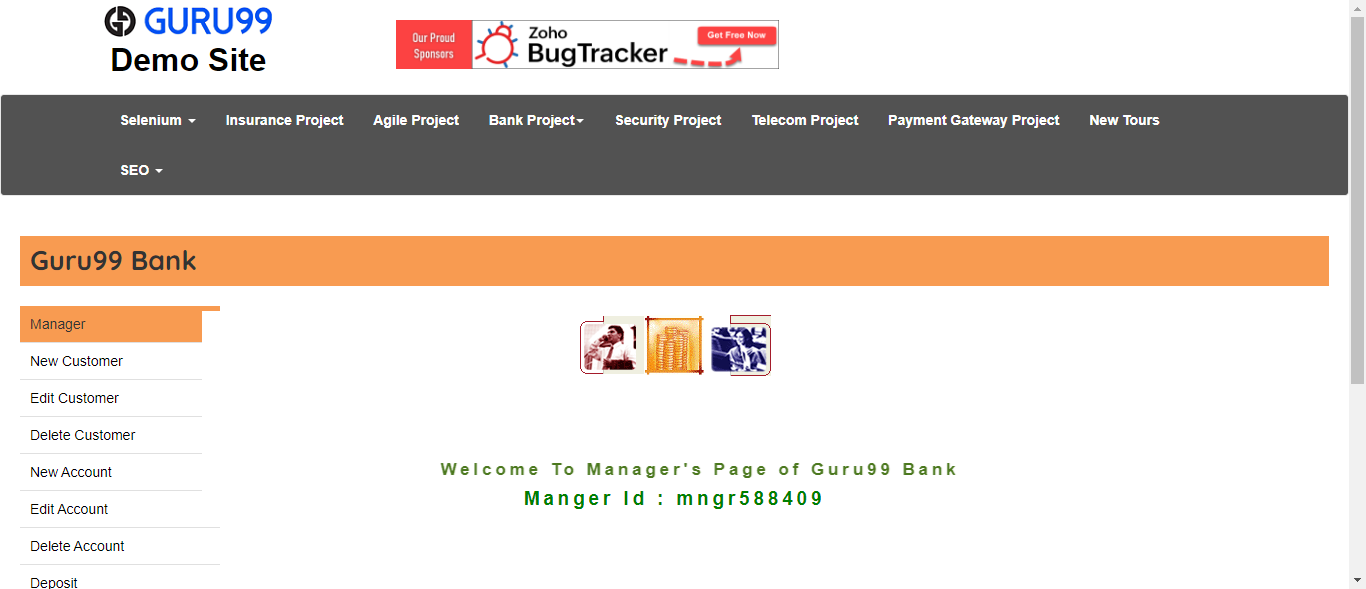 GURU99
Demo Site
Our Proud
Sponsors
Zoho
BugTracker
Get Free Now
Selenium
Insurance Project
Agile Project
Bank Project
Security Project
Telecom Project
Payment Gateway Project
New Tours
SEO
Guru99 Bank
Manager
New Customer
Edit Customer
Delete Customer
New Account
Edit Account
Delete Account
Deposit
Welcome To Manager's Page of Guru99 Bank
Manger Id : mngr588409